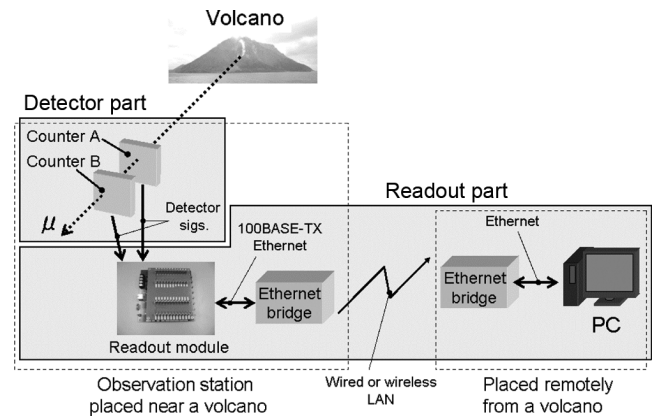 Volcano
Detector part
Counter A
Counter B
μ
Detector
sigs.
Readout part
100BASE-TX
Ethernet
Ethernet
Ethernet
bridge
Ethernet
bridge
PC
Readout module
Wired or wireless
LAN
Observation station
placed near a volcano
Placed remotely
from a volcano